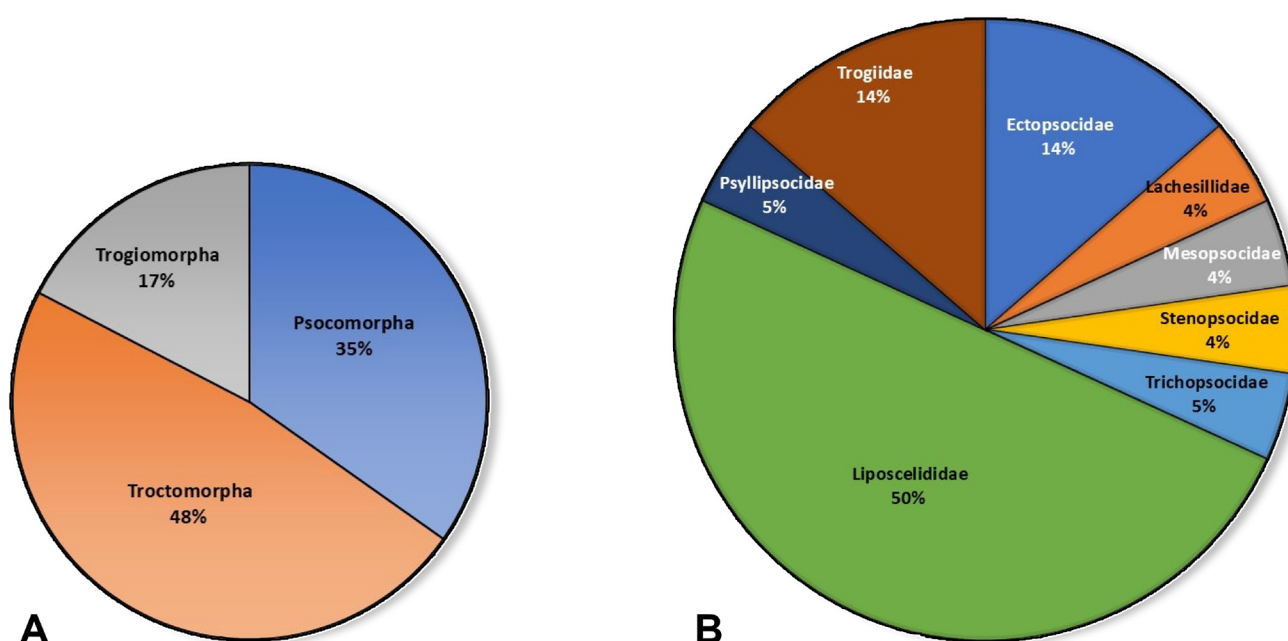 Trogiomorpha
17%
Psocomorpha
35%
Troctomorpha
48%
A
Trogiidae
14%
Ectopsocidae
14%
Psyllipsocidae
5%
Lachesillidae
4%
Mesopsocidae
4%
Stenopsocidae
4%
Trichopsocidae
5%
Liposcelididae
50%
B